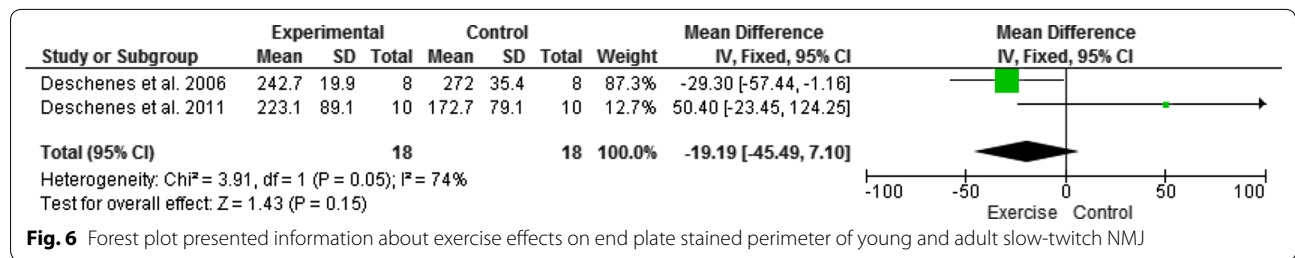 Experimental Control Mean Difference Mean Difference
Study or Subgroup Mean SD Total Mean SD Total Weight IV, Fixed, 95% CI IV, Fixed, 95% CI
Deschenes et al. 2006 242.7 19.9 8 272 35.4 8 87.3% -29.30 [-57.44, -1.16]
Deschenes et al. 2011 223.1 89.1 10 172.7 79.1 10 12.7% 50.40 [-23.45, 124.25]
Total (95% CI) 18 18 100.0% -19.19 [-45.49, 7.10]
Heterogeneity: Chi² = 3.91, df = 1 (P = 0.05); I² = 74%
Test for overall effect: Z = 1.43 (P = 0.15)
-100 -50 0 50 100
Exercise Control
Fig. 6 Forest plot presented information about exercise effects on end plate stained perimeter of young and adult slow-twitch NMJ